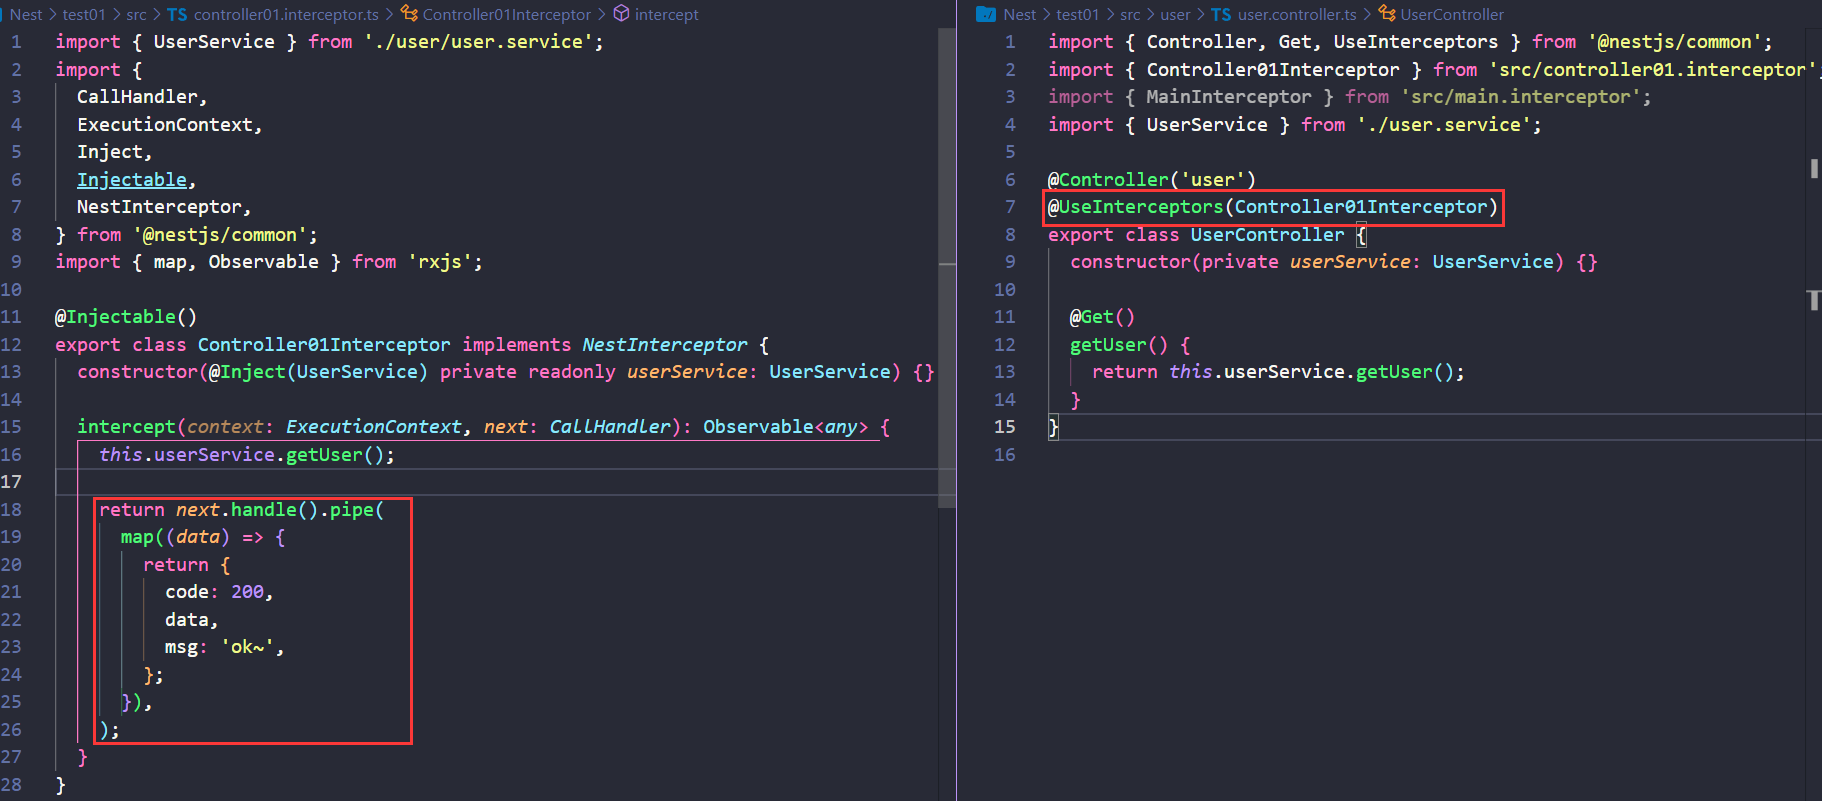 Nest > test01 > src > TS controller01.interceptor.ts > Controller01Interceptor > intercept
1 import { UserService } from './user/user.service';
2 import {
3 CallHandler,
4 ExecutionContext,
5 Inject,
6 Injectable,
7 NestInterceptor,
8 } from '@nestjs/common';
9 import { map, Observable } from 'rxjs';
10
11 @Injectable()
12 export class Controller01Interceptor implements NestInterceptor {
13 constructor(@Inject(UserService) private readonly userService: UserService) {}
14
15 intercept(context: ExecutionContext, next: CallHandler): Observable<any> {
16 this.userService.getUser();
17
18 return next.handle().pipe(
19 map((data) => {
20 return {
21 code: 200,
22 data,
23 msg: 'ok~',
24 };
25 }),
26 );
27 }
28 }
Nest > test01 > src > user > TS user.controller.ts > UserController
1 import { Controller, Get, UseInterceptors } from '@nestjs/common';
2 import { Controller01Interceptor } from 'src/controller01.interceptor';
3 import { MainInterceptor } from 'src/main.interceptor';
4 import { UserService } from './user.service';
5
6 @Controller('user')
7 @UseInterceptors(Controller01Interceptor)
8 export class UserController {
9 constructor(private userService: UserService) {}
10
11 @Get()
12 getUser() {
13 return this.userService.getUser();
14 }
15 }
16